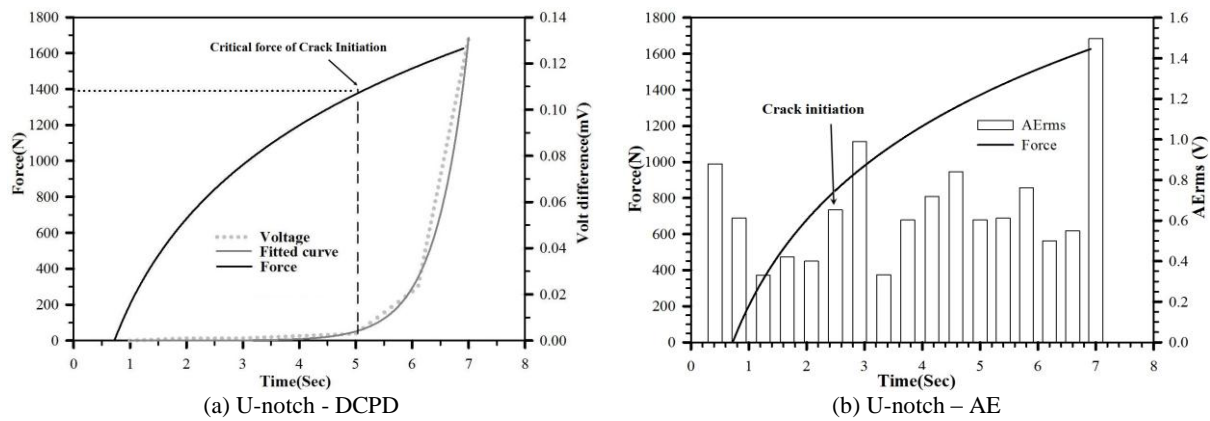 1800
1600
1400
1200
1000
800
600
400
200
0
Force(N)
0.14
0.12
0.10
0.08
0.06
0.04
0.02
0.00
Volt difference(mV)
Critical force of Crack Initiation
Voltage
Fitted curve
Force
0 1 2 3 4 5 6 7 8
Time(Sec)
(a) U-notch - DCPD
1800
1600
1400
1200
1000
800
600
400
200
0
Force(N)
1.6
1.4
1.2
1.0
0.8
0.6
0.4
0.2
0.0
AErms (V)
Crack initiation
AErms
Force
0 1 2 3 4 5 6 7 8
Time(Sec)
(b) U-notch – AE